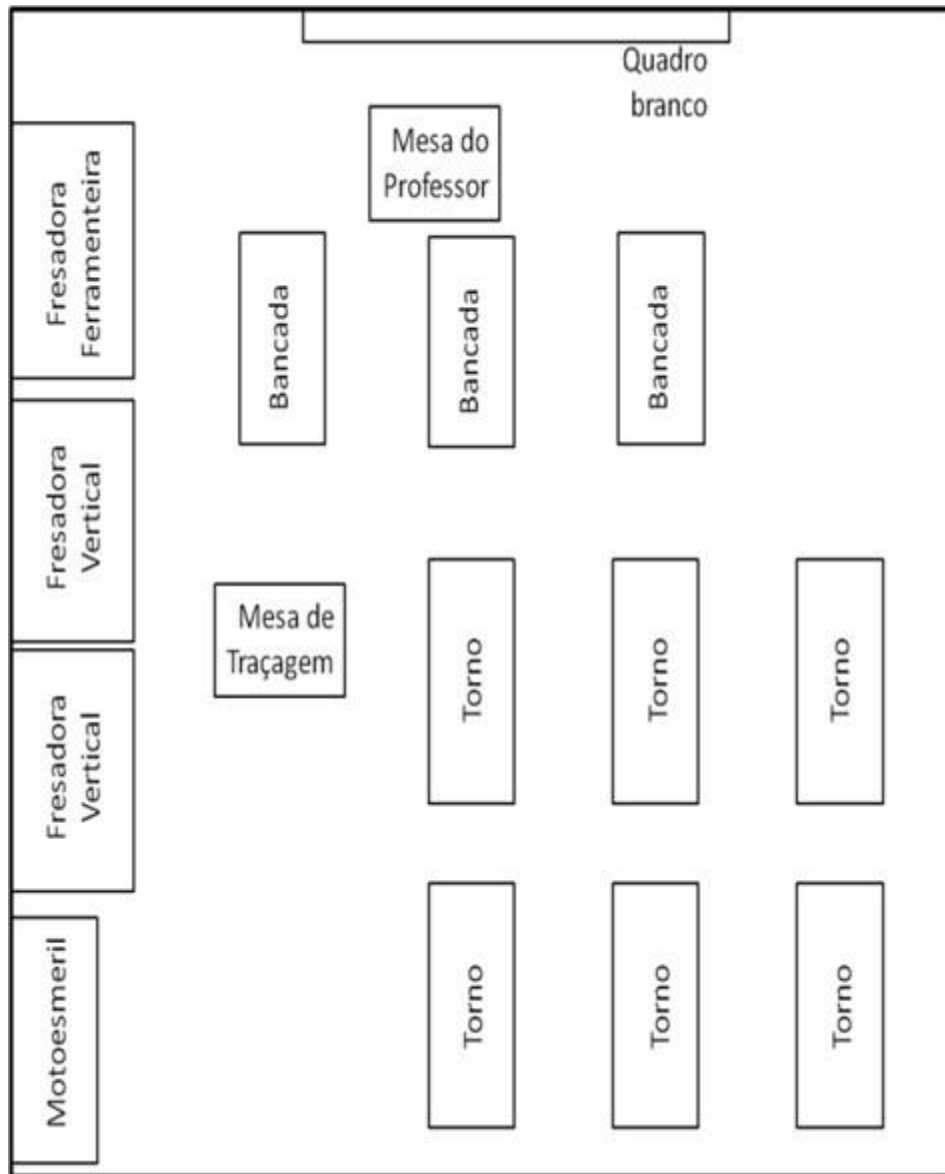 Quadro
branco
Mesa do
Professor
Fresadora
Ferramenteira
Bancada
Bancada
Bancada
Fresadora
Vertical
Mesa de
Traçagem
Torno
Torno
Torno
Fresadora
Vertical
Motoesmeril
Torno
Torno
Torno